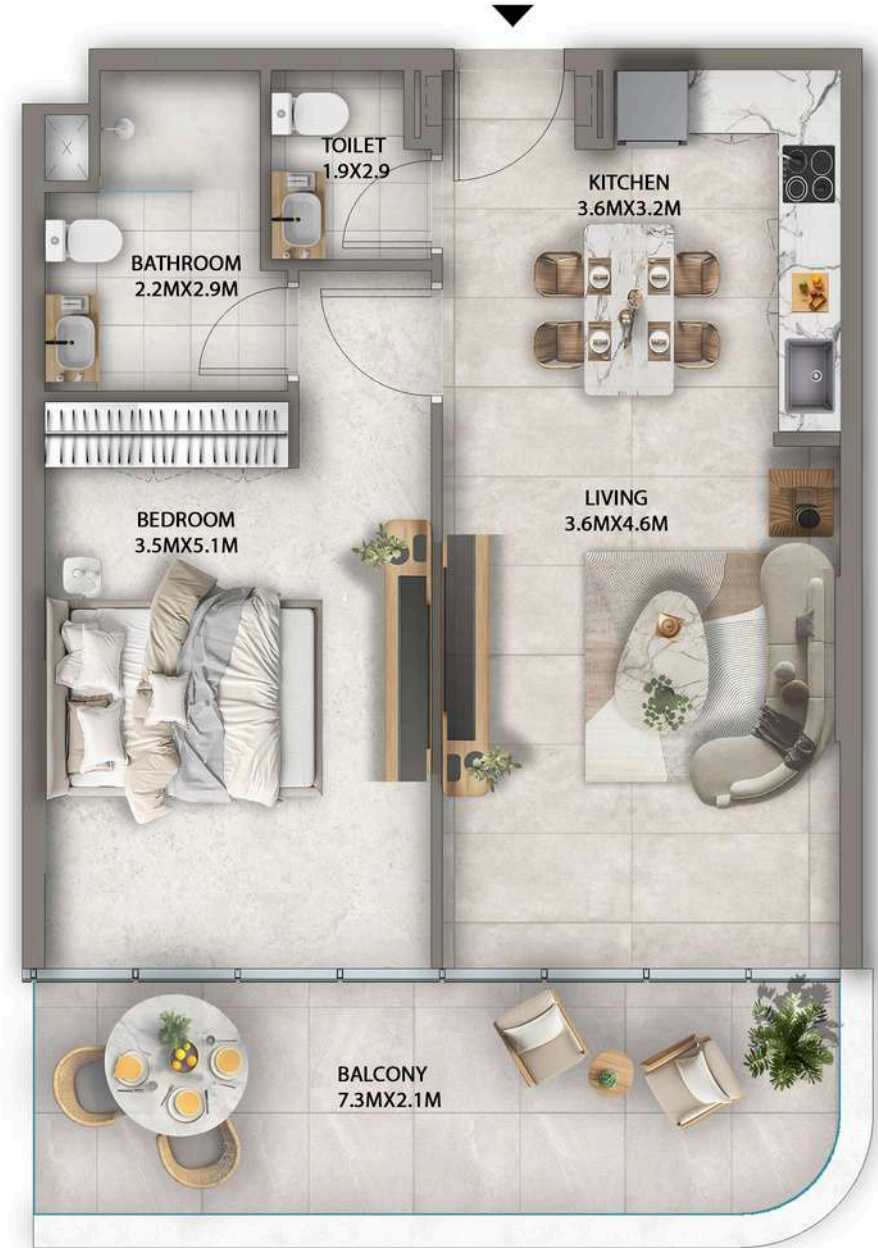 TOILET
1.9X2.9
KITCHEN
3.6MX3.2M
BATHROOM
2.2MX2.9M
LIVING
3.6MX4.6M
BEDROOM
3.5MX5.1M
BALCONY
7.3MX2.1M